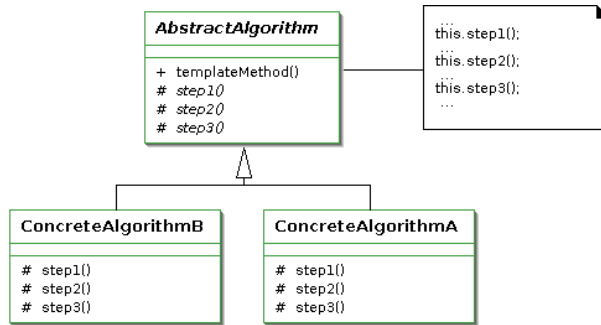 AbstractAlgorithm
+ templateMethod()
# step1()
# step2()
# step3()
...
this.step1();
...
this.step2();
...
this.step3();
...
ConcreteAlgorithmB
# step1()
# step2()
# step3()
ConcreteAlgorithmA
# step1()
# step2()
# step3()